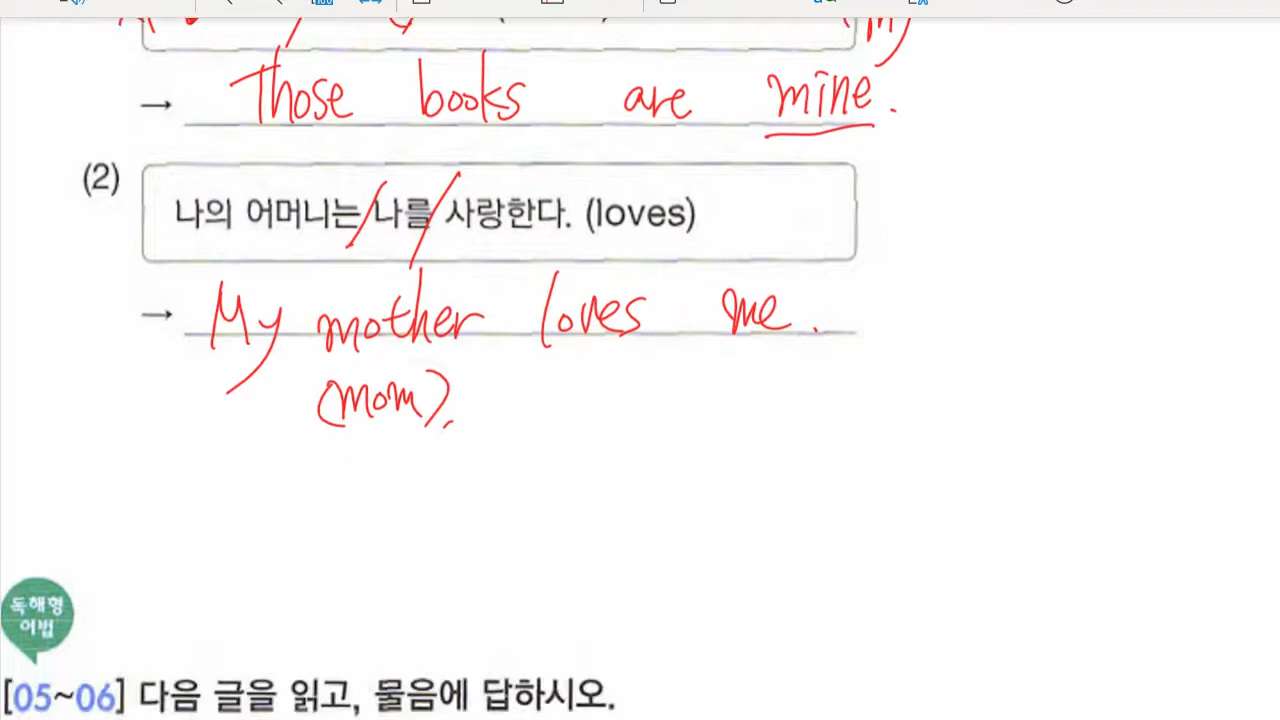 → Those books are mine.
(2)
나의 어머니는/나를/사랑한다. (loves)
→ My mother loves me.
(mom).
독해형
어법
[05~06] 다음 글을 읽고, 물음에 답하시오.